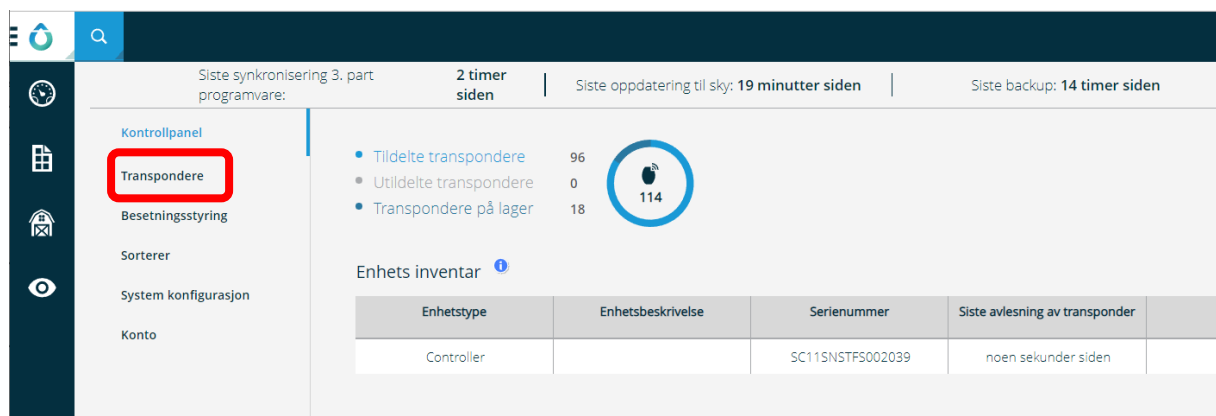 Siste synkronisering 3. part programvare: 2 timer siden
Siste oppdatering til sky: 19 minutter siden
Siste backup: 14 timer siden
Kontrollpanel
Transpondere
Besetningsstyring
Sorterer
System konfigurasjon
Konto
Tildelte transpondere 96
Utildelte transpondere 0
Transpondere på lager 18
114
Enhets inventar
Enhetstype Enhetsbeskrivelse Serienummer Siste avlesning av transponder
Controller SC11SNSTFS002039 noen sekunder siden